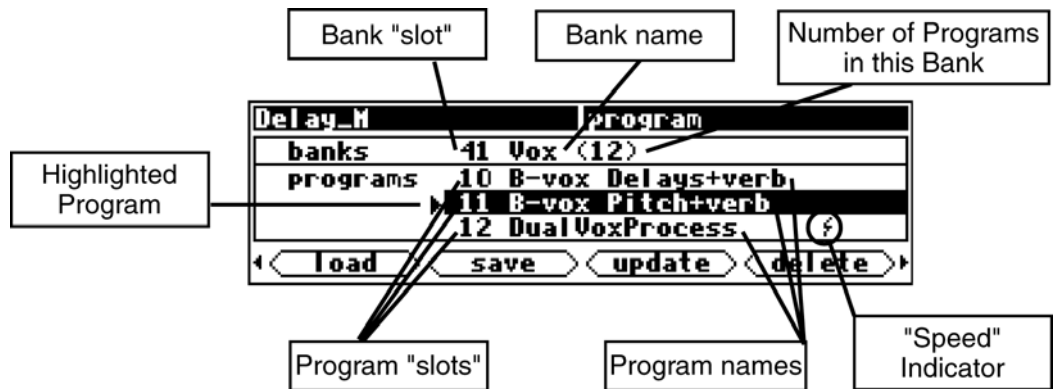 Bank "slot"
Bank name
Number of Programs
in this Bank
Delay_M program
banks 41 Vox (12)
programs 10 B-vox Delays+verb
11 B-vox Pitch+verb
12 DualVoxProcess
load save update delete
Highlighted
Program
Program "slots"
Program names
"Speed"
Indicator